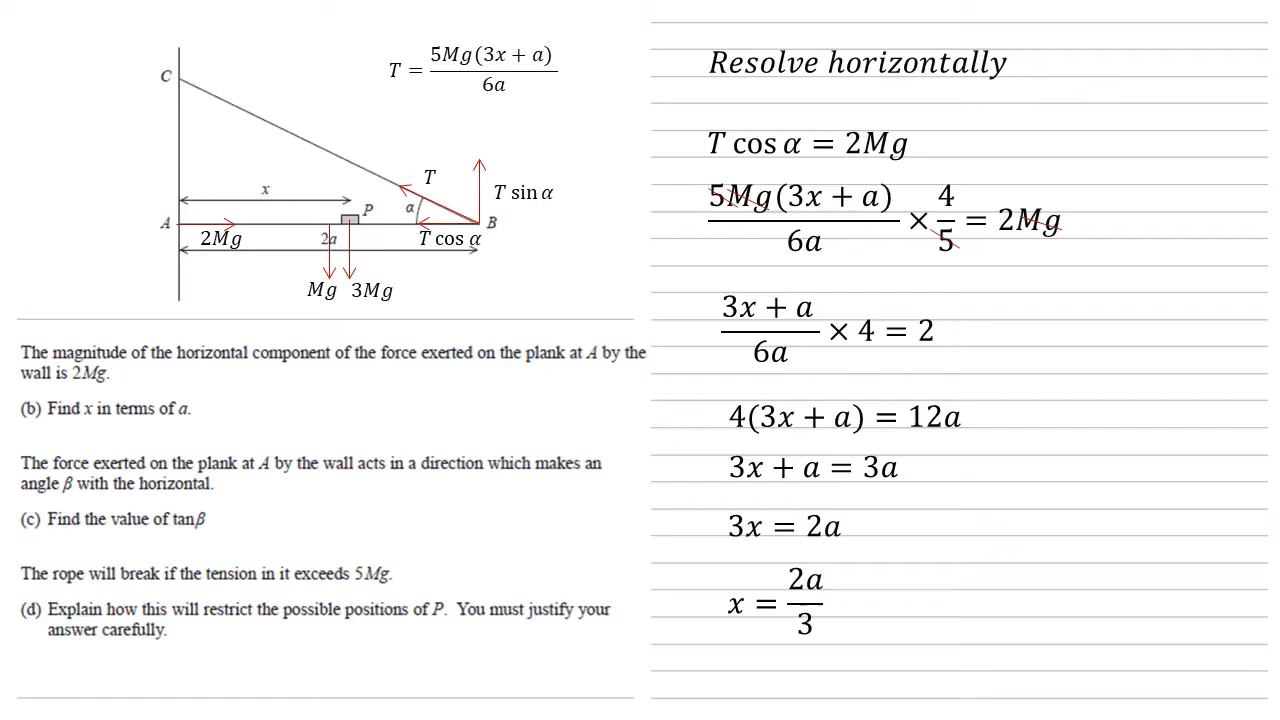 T = 5Mg(3x + a) / 6a
C
T
T sin α
x
P
α
A
B
2Mg
2a
T cos α
Mg
3Mg
The magnitude of the horizontal component of the force exerted on the plank at A by the
wall is 2Mg.
(b) Find x in terms of a.
The force exerted on the plank at A by the wall acts in a direction which makes an
angle β with the horizontal.
(c) Find the value of tanβ
The rope will break if the tension in it exceeds 5Mg.
(d) Explain how this will restrict the possible positions of P. You must justify your
answer carefully.
Resolve horizontally
T cos α = 2Mg
5Mg(3x + a) / 6a × 4 / 5 = 2Mg
3x + a / 6a × 4 = 2
4(3x + a) = 12a
3x + a = 3a
3x = 2a
x = 2a / 3